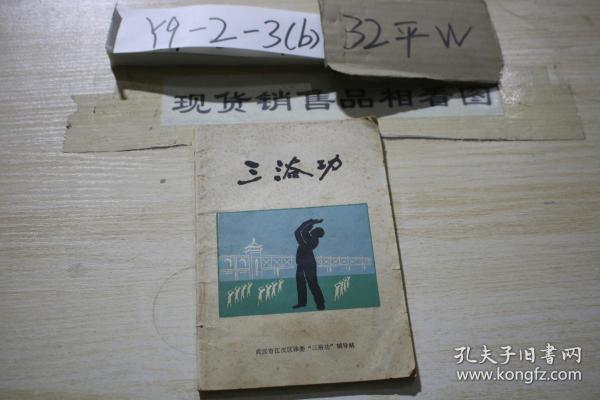 Y9-2-3(b) 32平W
现货销售品相看图
三浴功
武汉市江汉区体委“三浴功”辅导站
孔夫子旧书网
www.kongfz.com